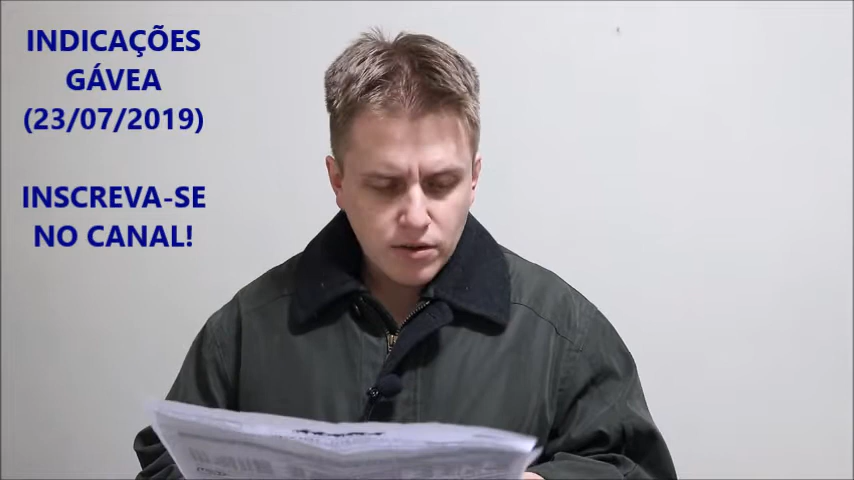 INDICAÇÕES
GÁVEA
(23/07/2019)
INSCREVA-SE
NO CANAL!